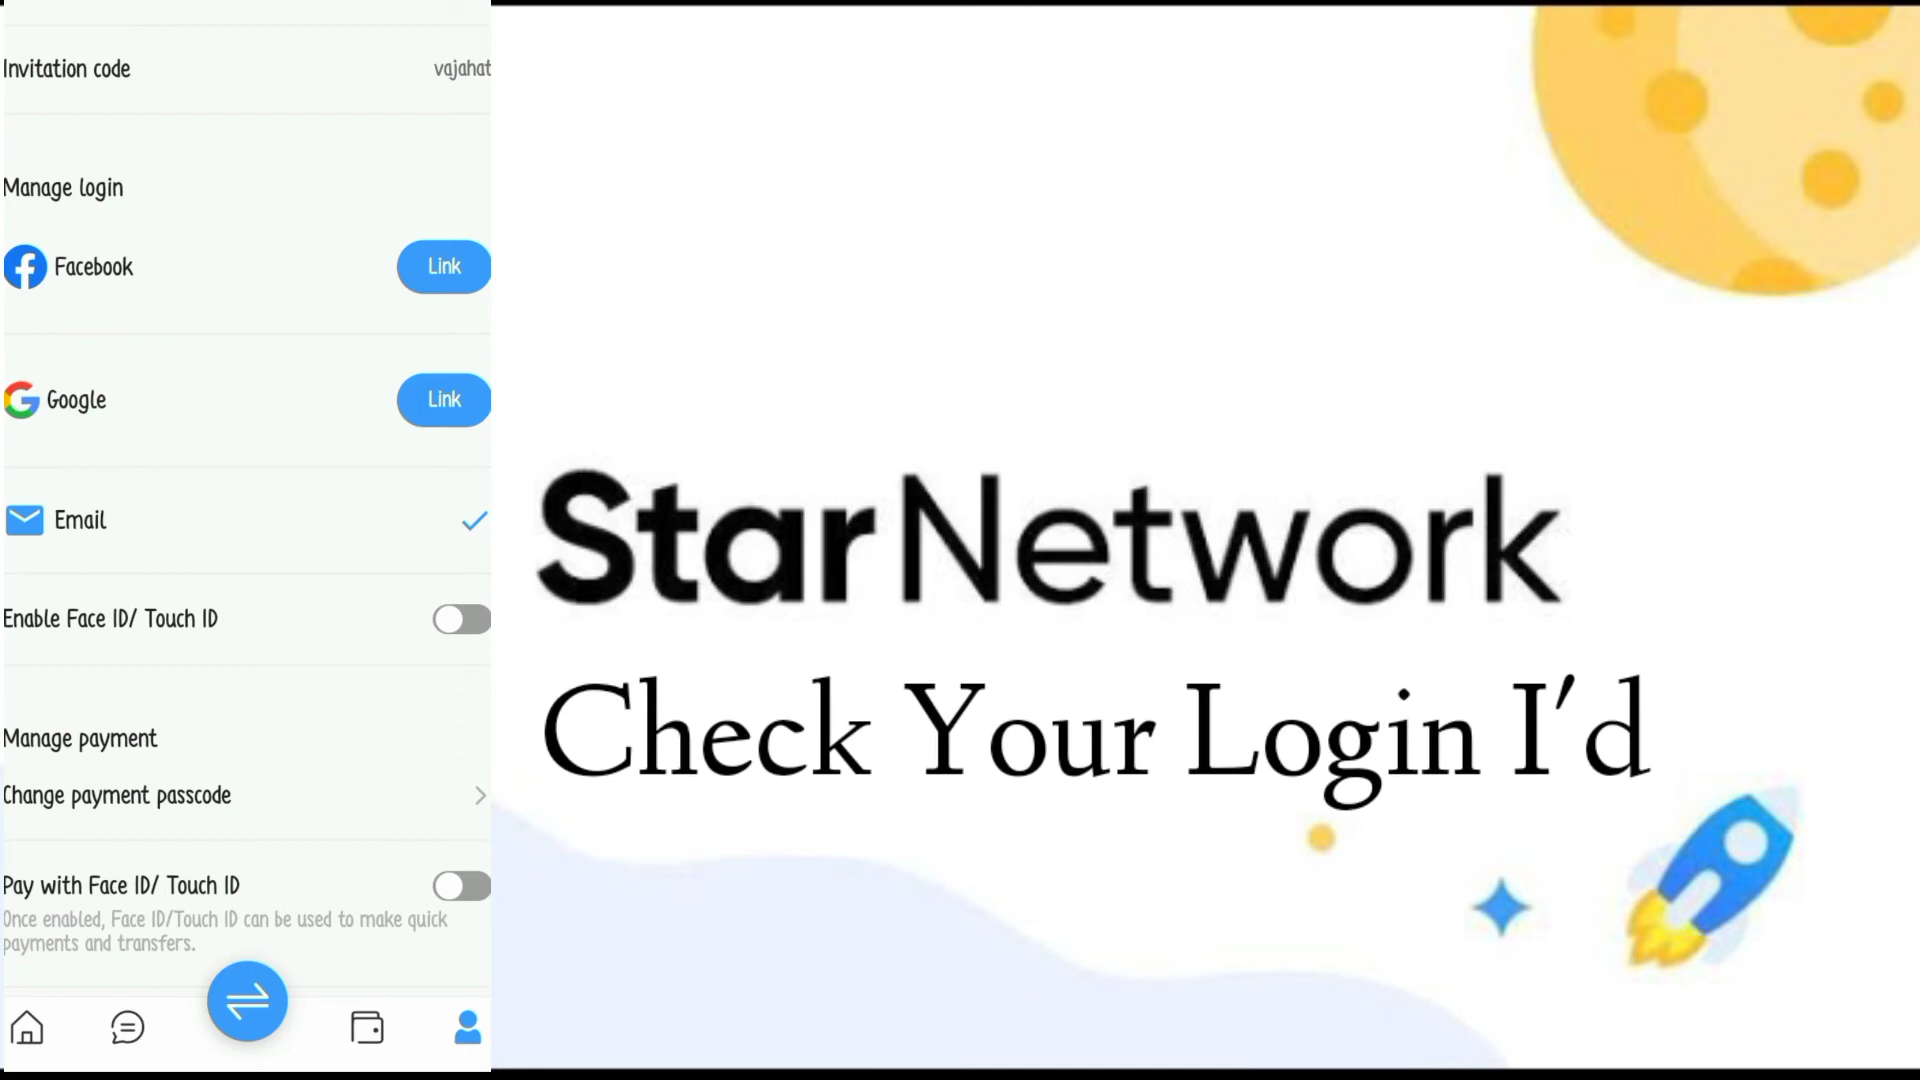 Invitation code vajahat
Manage login
Facebook Link
Google Link
Email
Enable Face ID/ Touch ID
Manage payment
Change payment passcode
Pay with Face ID/ Touch ID
Once enabled, Face ID/Touch ID can be used to make quick
payments and transfers.
StarNetwork
Check Your Login I'd